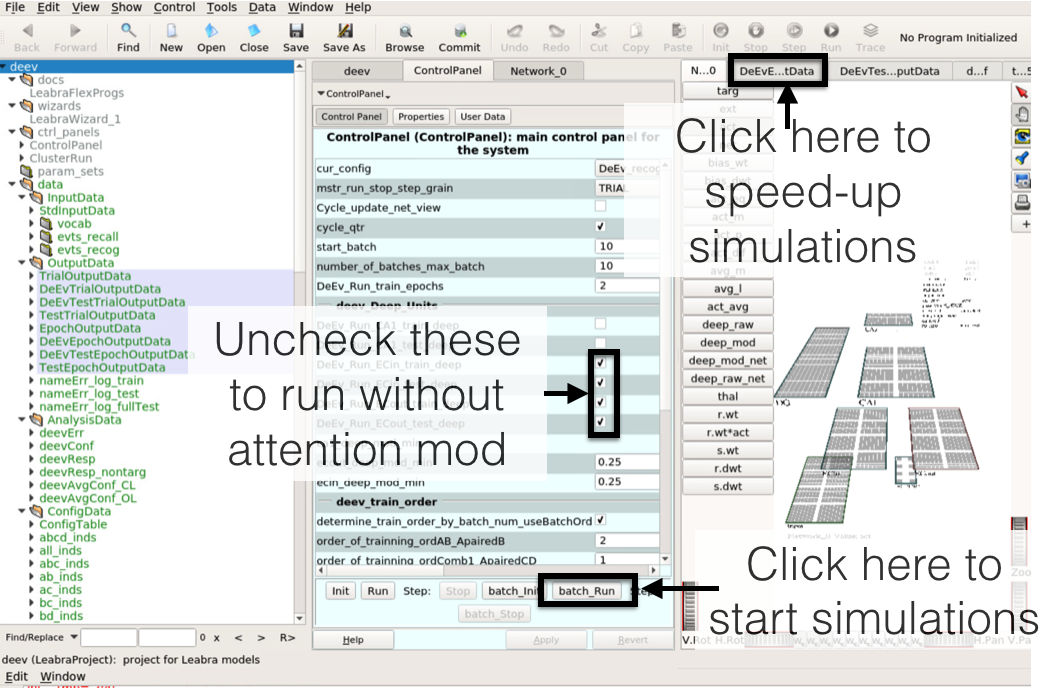 File Edit View Show Control Tools Data Window Help
Back Forward Find New Open Close Save Save As Browse Commit Undo Redo Cut Copy Paste Init Stop Step Run Trace No Program Initialized
deev
docs
LeabraFlexProgs
wizards
LeabraWizard_1
ctrl_panels
ControlPanel
ClusterRun
param_sets
data
InputData
StdInputData
vocab
evts_recall
evts_recog
OutputData
TrialOutputData
DeEvTrialOutputData
DeEvTestTrialOutputData
TestTrialOutputData
EpochOutputData
DeEvEpochOutputData
DeEvTestEpochOutputData
TestEpochOutputData
nameErr_log_train
nameErr_log_test
nameErr_log_fullTest
AnalysisData
deevErr
deevConf
deevResp
deevResp_nontarg
deevAvgConf_CL
deevAvgConf_OL
ConfigData
ConfigTable
abcd_inds
all_inds
abc_inds
ab_inds
ac_inds
bc_inds
bd_inds
Find/Replace 0 x < > R>
deev (LeabraProject): project for Leabra models
Edit Window
deev ControlPanel Network_0
ControlPanel
Control Panel Properties User Data
ControlPanel (ControlPanel): main control panel for
the system
cur_config DeEv_recog
mstr_run_stop_step_grain TRIAL
Cycle_update_net_view
cycle_qtr
start_batch 10
number_of_batches_max_batch 10
DeEv_Run_train_epochs 2
deev_Deep_Units
DeEv_Run_CA1_train_deep
DeEv_Run_ECin_train_deep
DeEv_Run_ECout_test_deep
0.25
ecin_deep_mod_min 0.25
deev_train_order
determine_train_order_by_batch_num_useBatchOrd
order_of_trainning_ordAB_ApairedB 2
order_of_trainning_ordComb1_ApairedCD 1
Init Run Step: Stop batch_Init batch_Run Step
batch_Stop
Help Apply Revert
N...0 DeEvE...tData DeEvTes...putData d...f t...5
targ
ext
bias_wt
act_m
avg_m
avg_l
act_avg
deep_raw
deep_mod
deep_mod_net
deep_raw_net
thal
r.wt
r.wt*act
s.wt
r.dwt
s.dwt
Click here to
speed-up
simulations
Uncheck these
to run without
attention mod
Click here to
start simulations
CA1
Zoo
V.Rot H.Rot H.Pan V.Pa